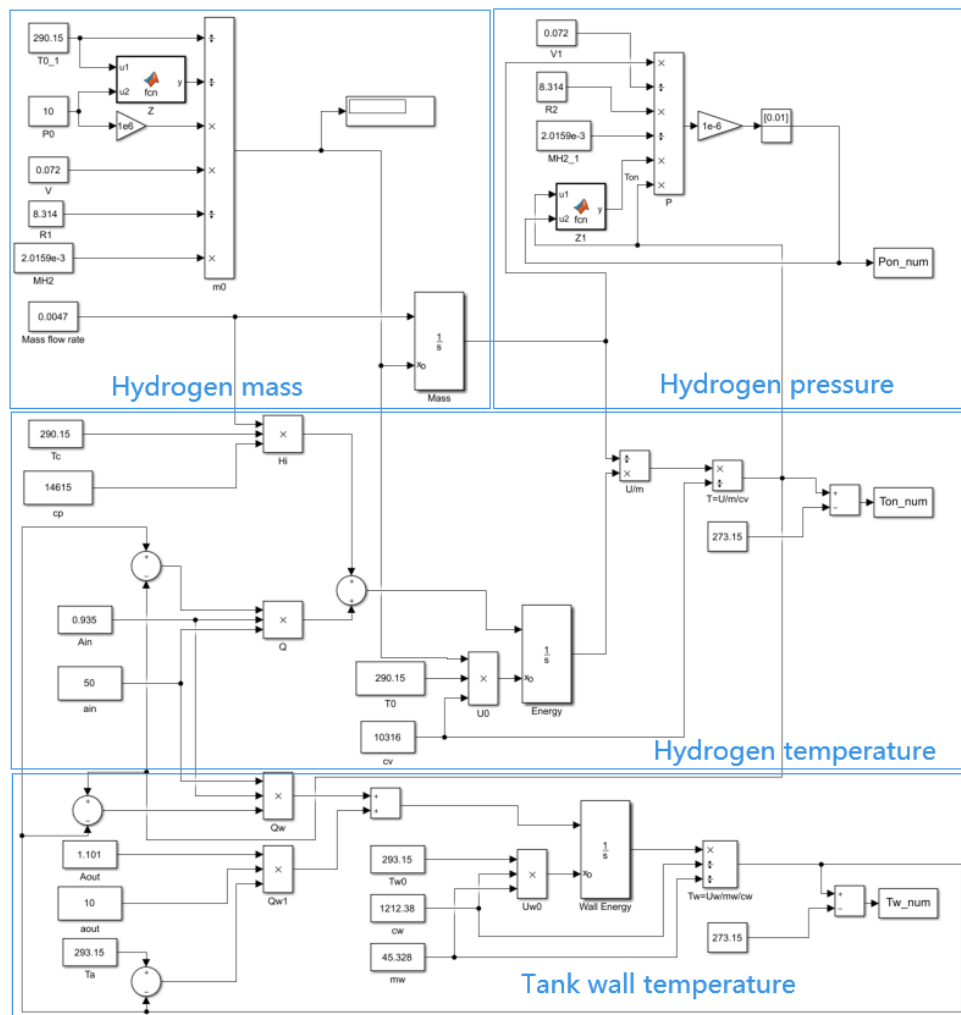 290.15
T0_1
u1
u2
fcn
y
Z
10
P0
1e6
0.072
V
8.314
R1
2.0159e-3
MH2
m0
0.0047
Mass flow rate
1
s
xo
Mass
Hydrogen mass
0.072
V1
8.314
R2
2.0159e-3
MH2_1
Ton
u1
u2
fcn
y
Z1
P
1e-6
[0.01]
Pon_num
Hydrogen pressure
290.15
Tc
14615
cp
Hi
0.935
Ain
50
ain
Q
290.15
T0
10316
cv
U0
1
s
xo
Energy
U/m
T=U/m/cv
273.15
Ton_num
Hydrogen temperature
Qw
1.101
Aout
10
aout
293.15
Ta
Qw1
293.15
Tw0
1212.38
cw
45.328
mw
Uw0
1
s
xo
Wall Energy
Tw=Uw/mw/cw
273.15
Tw_num
Tank wall temperature